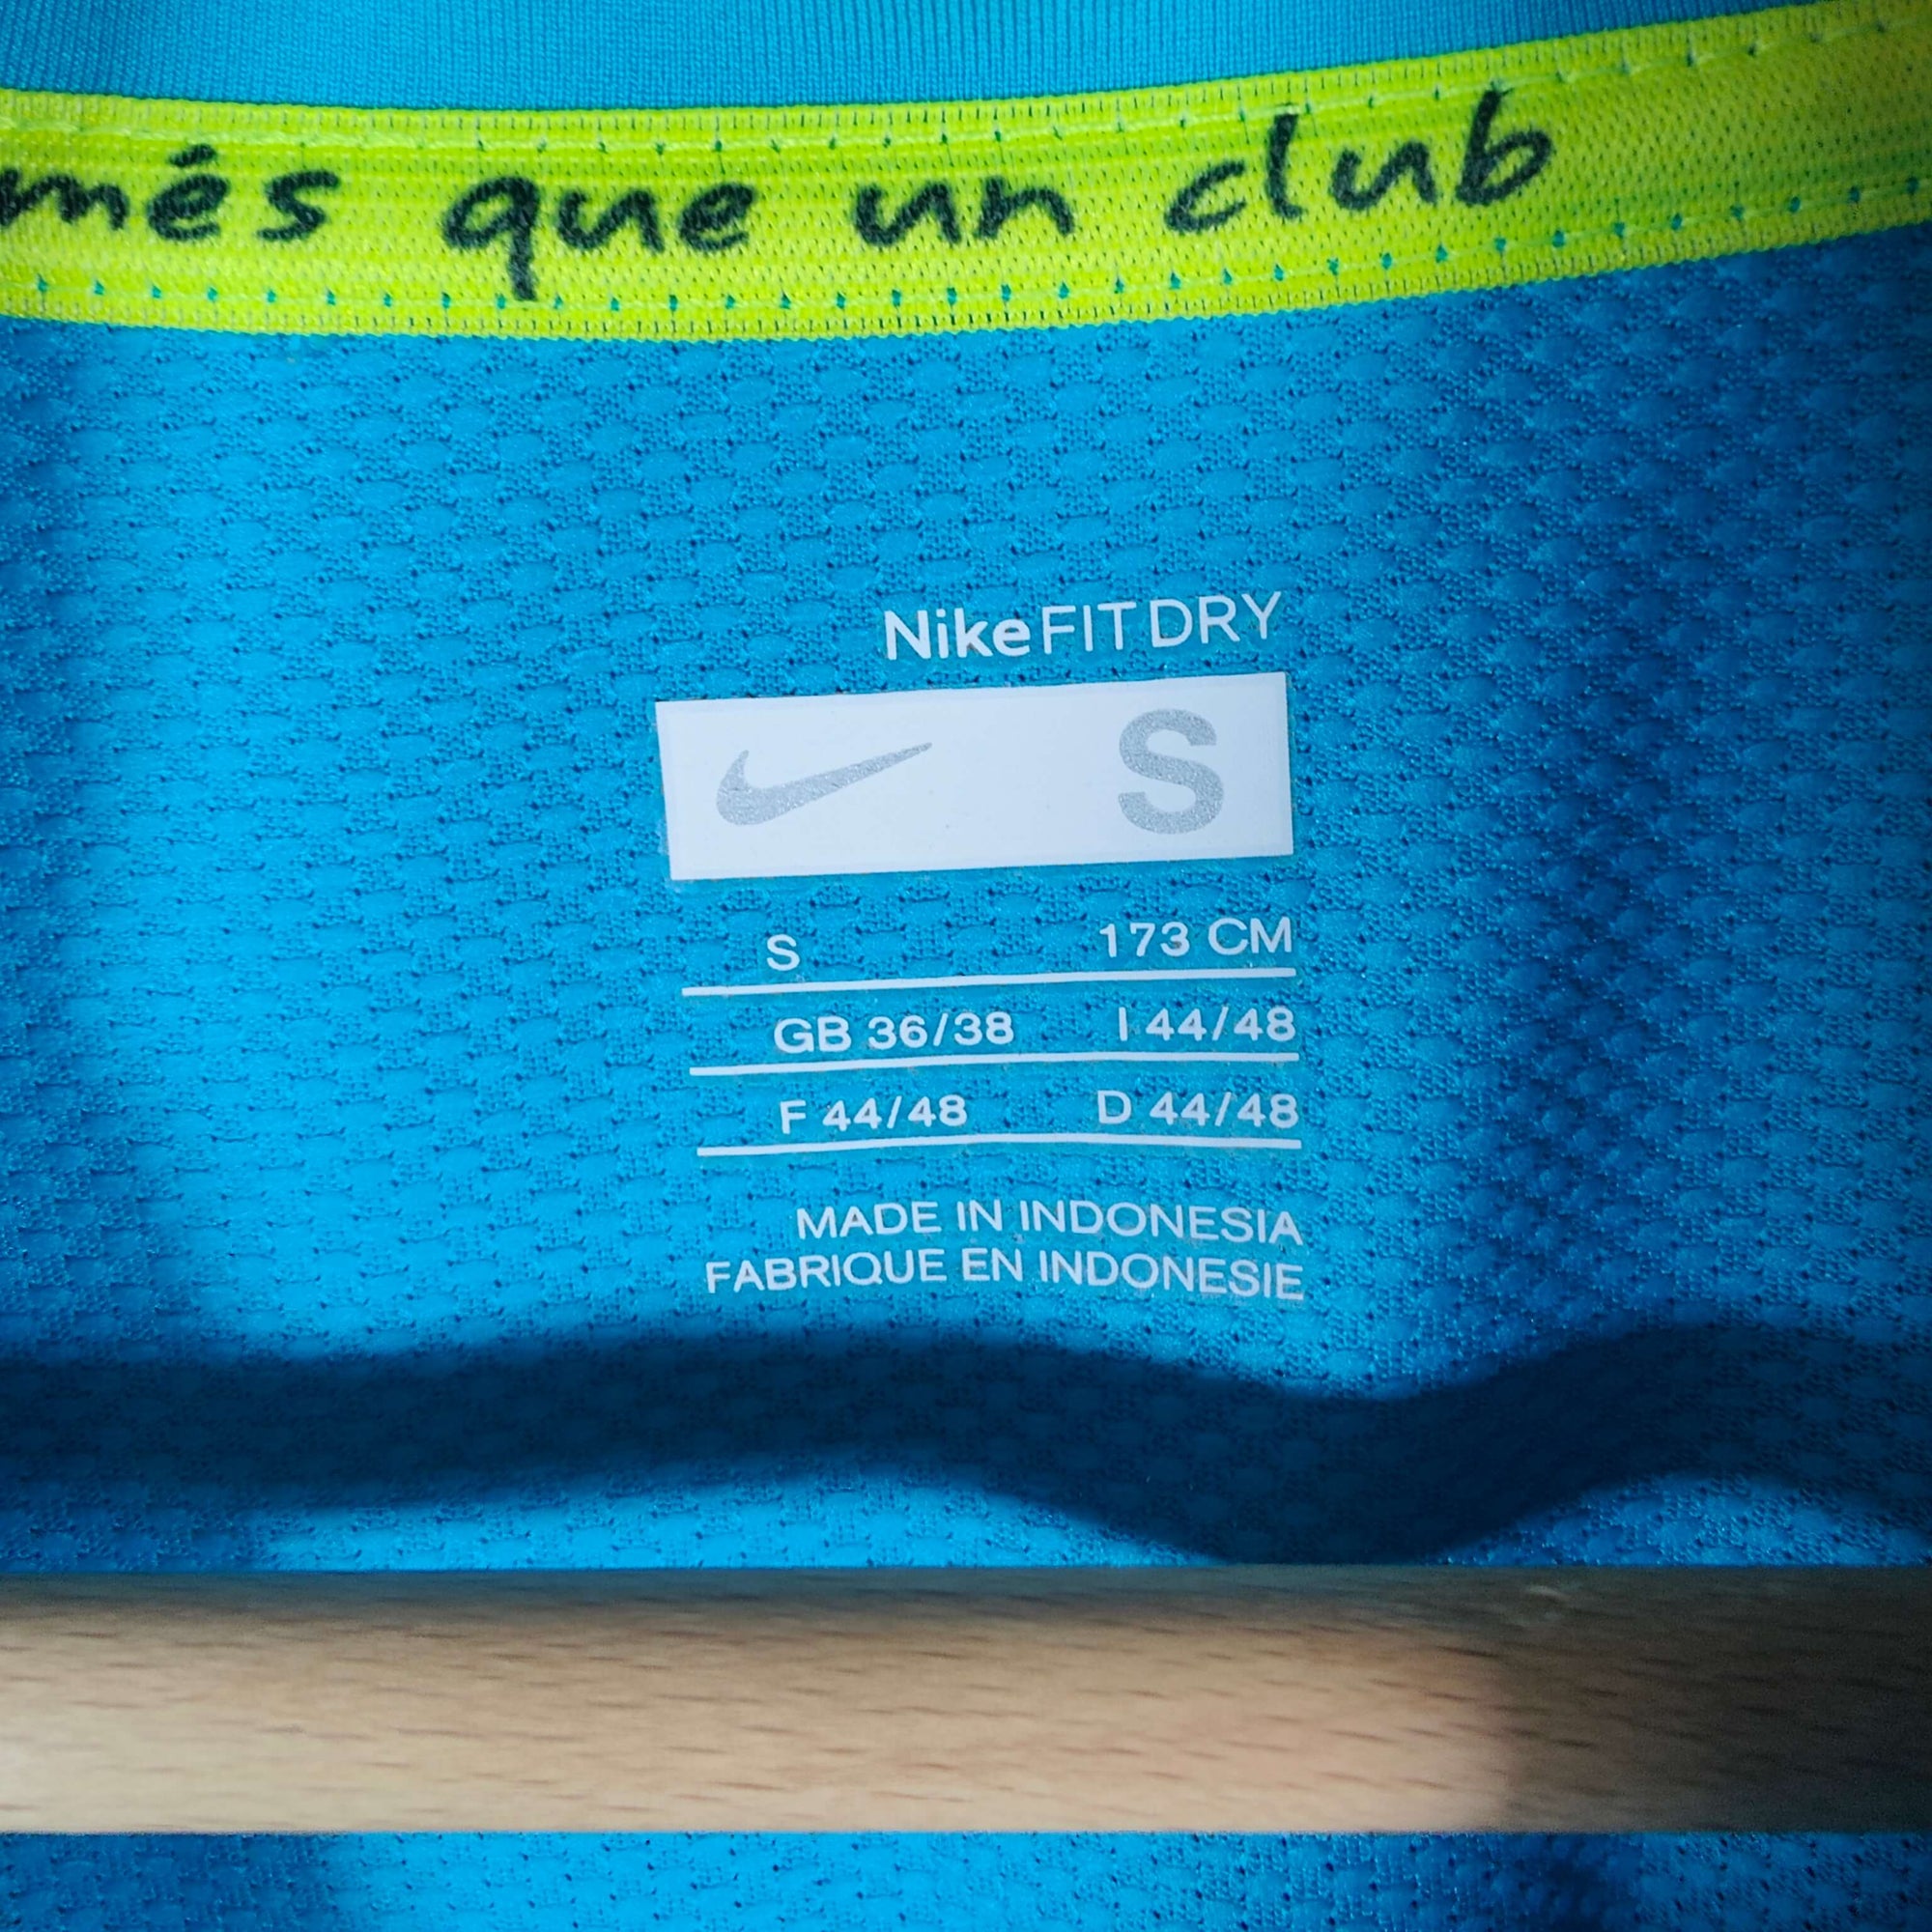 més que un club
NikeFIT DRY
S
S 173 CM
GB 36/38 I 44/48
F 44/48 D 44/48
MADE IN INDONESIA
FABRIQUE EN INDONESIE